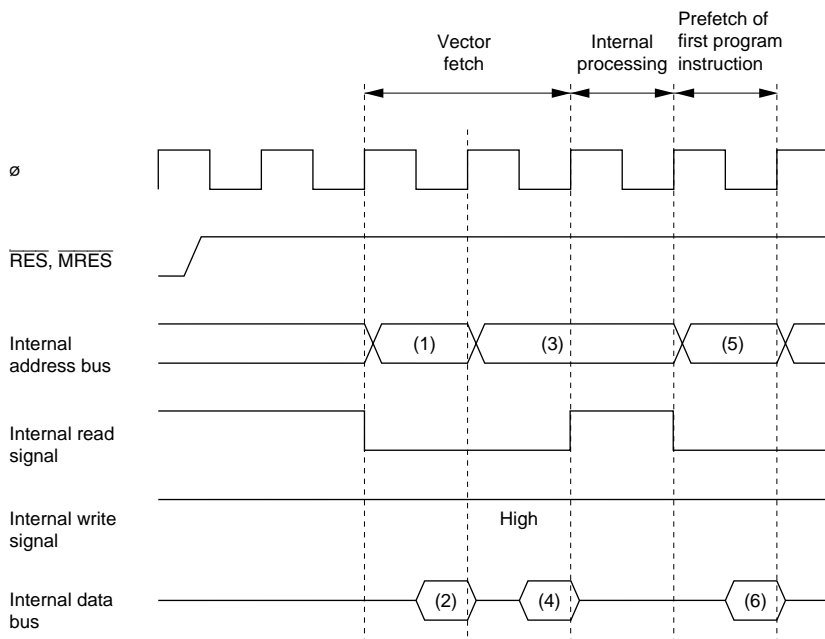 Vector
fetch
Internal
processing
Prefetch of
first program
instruction
ø
RES, MRES
Internal
address bus
(1)
(3)
(5)
Internal read
signal
Internal write
signal
High
Internal data
bus
(2)
(4)
(6)